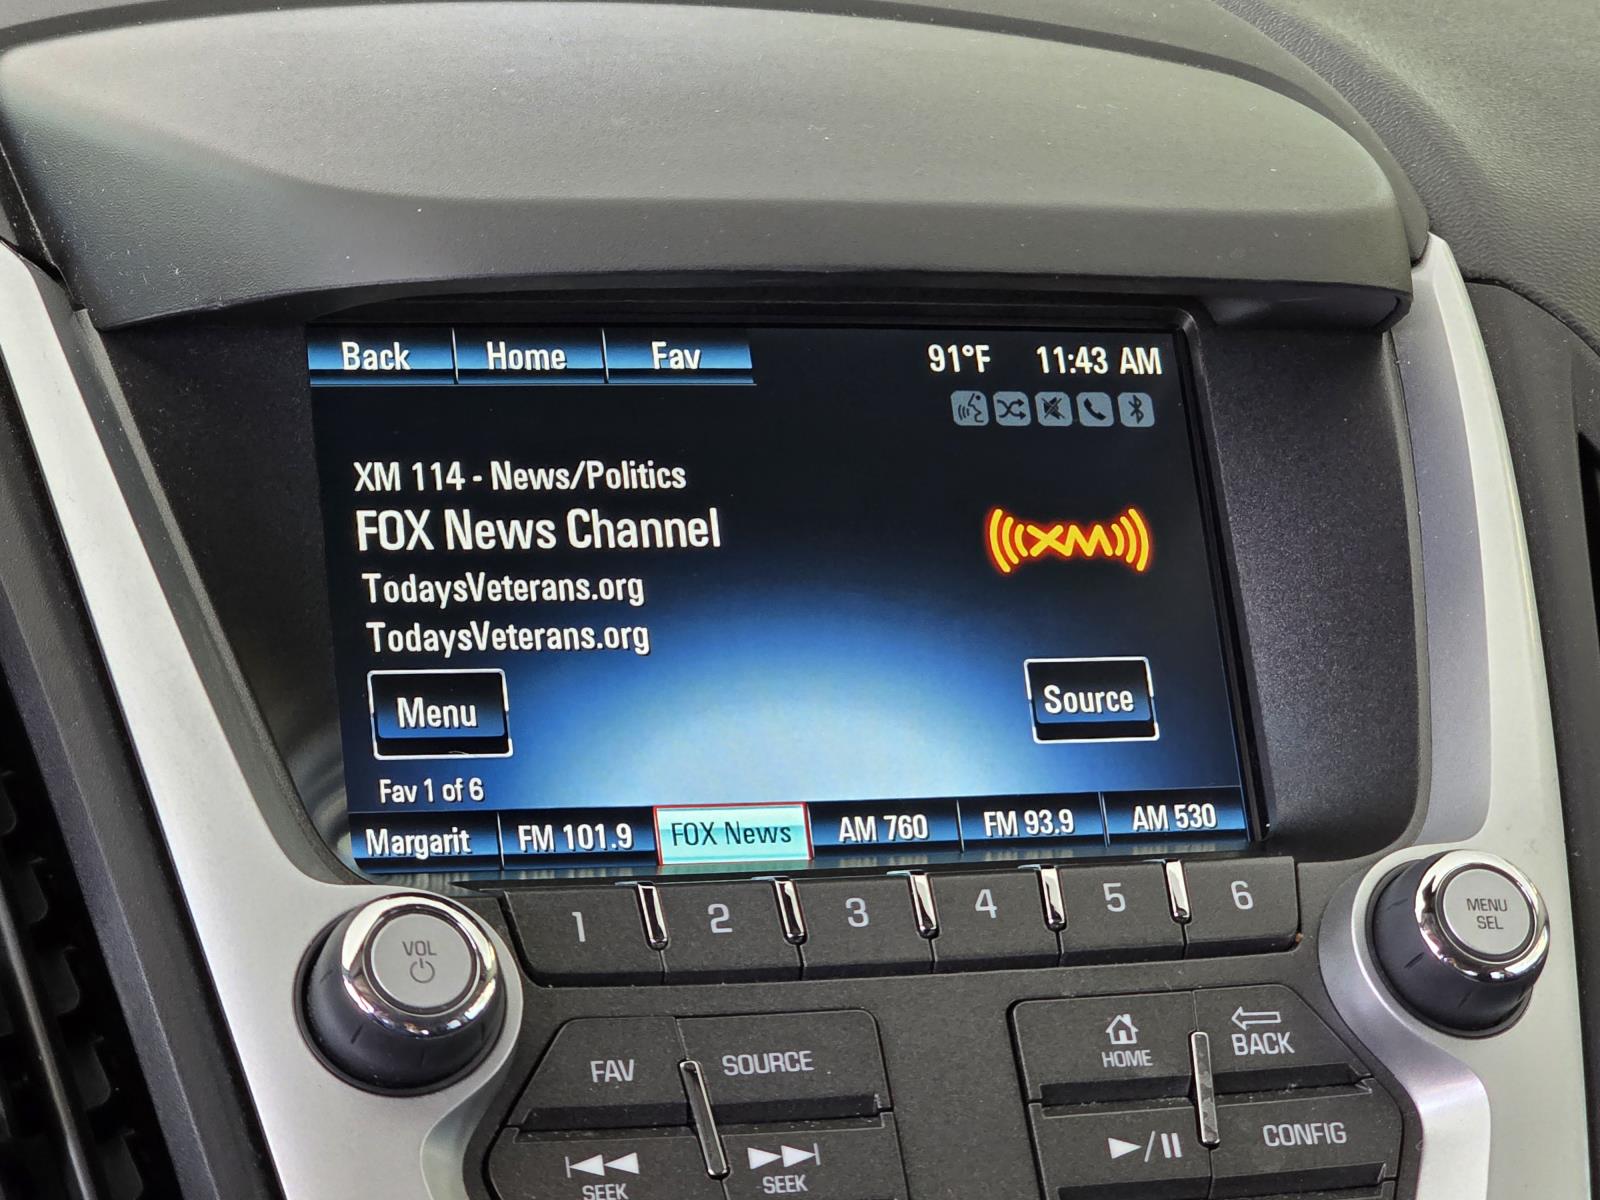 Back Home Fav 91°F 11:43 AM
XM 114 - News/Politics
FOX News Channel
((( XM )))
TodaysVeterans.org
TodaysVeterans.org
Menu Source
Fav 1 of 6
Margarit FM 101.9 FOX News AM 760 FM 93.9 AM 530
1 2 3 4 5 6
VOL
MENU
SEL
FAV SOURCE
HOME BACK
SEEK SEEK
CONFIG